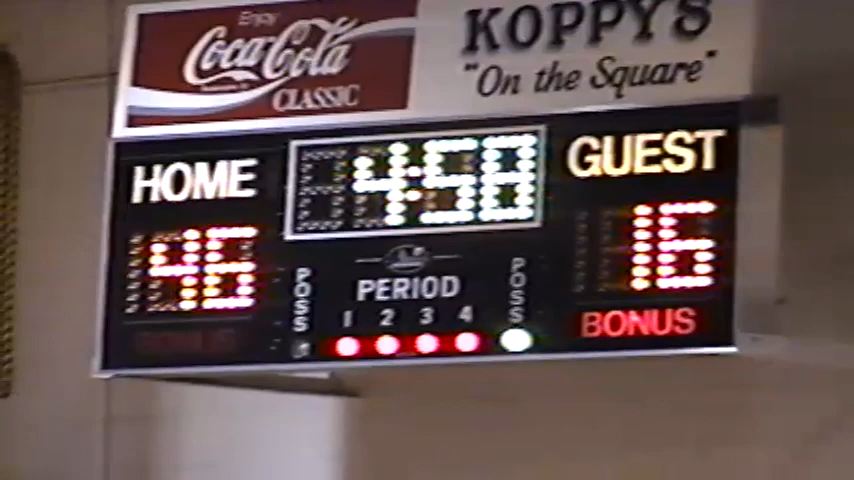 Enjoy
Coca-Cola
CLASSIC
KOPPY'S
"On the Square"
HOME
4:58
GUEST
46
16
POSS
PERIOD
POSS
1 2 3 4
BONUS